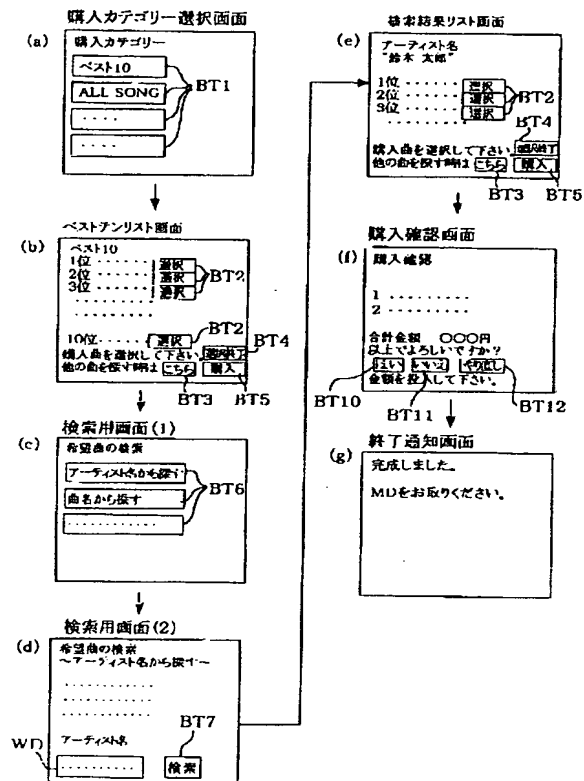 購入カテゴリー選択画面
(a)
購入カテゴリー
ベスト10
ALL SONG
. . . .
. . . .
BT1
ベストテンリスト画面
(b)
ベスト10
1位 . . . . . . 選択
2位 . . . . . . 選択
3位 . . . . . . 選択
. . . . . . . . .
BT2
10位 . . . . . 選択
BT2
購入曲を選択して下さい。 選択終了
BT4
他の曲を探す時は こちら 購入
BT3
BT5
検索用画面(1)
(c)
希望曲の検索
アーティスト名から探す
曲名から探す
. . . . . . . . . .
BT6
検索用画面(2)
(d)
希望曲の検索
~アーティスト名から探す~
. . . . . . . . . . . .
. . . . . . . . . . . .
. . . . . . . . . . . .
BT7
アーティスト名
WD
. . . . . . . . . 検索
検索結果リスト画面
(e)
アーティスト名
"鈴木 太郎"
1位 . . . . . . 選択
2位 . . . . . . 選択
3位 . . . . . . 選択
. . . . . . . . .
BT2
BT4
購入曲を選択して下さい。 選択終了
他の曲を探す時は こちら 購入
BT3
BT5
購入確認画面
(f)
購入確認
1 . . . . . . . . .
2 . . . . . . . . .
合計金額 ○○○円
以上でよろしいですか?
はい いいえ やり直し
金額を投入して下さい。
BT10
BT11
BT12
終了通知画面
(g)
完成しました。
MDをお取りください。